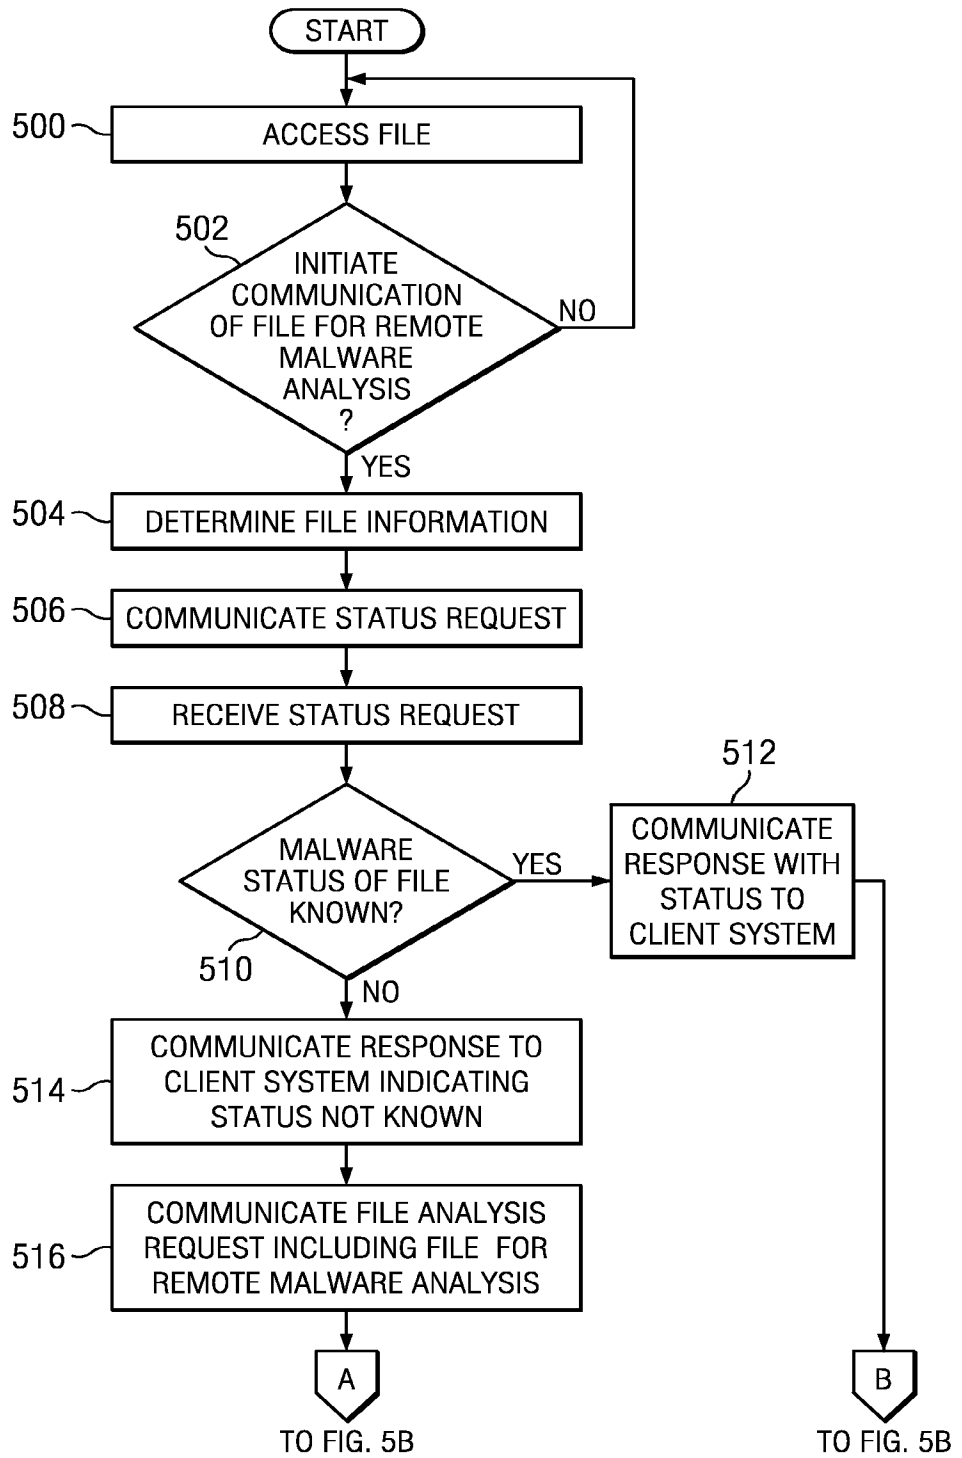 START
500
ACCESS FILE
502
INITIATE
COMMUNICATION
OF FILE FOR REMOTE
MALWARE
ANALYSIS
?
NO
YES
504
DETERMINE FILE INFORMATION
506
COMMUNICATE STATUS REQUEST
508
RECEIVE STATUS REQUEST
MALWARE
STATUS OF FILE
KNOWN?
510
YES
512
COMMUNICATE
RESPONSE WITH
STATUS TO
CLIENT SYSTEM
NO
514
COMMUNICATE RESPONSE TO
CLIENT SYSTEM INDICATING
STATUS NOT KNOWN
516
COMMUNICATE FILE ANALYSIS
REQUEST INCLUDING FILE FOR
REMOTE MALWARE ANALYSIS
A
TO FIG. 5B
B
TO FIG. 5B